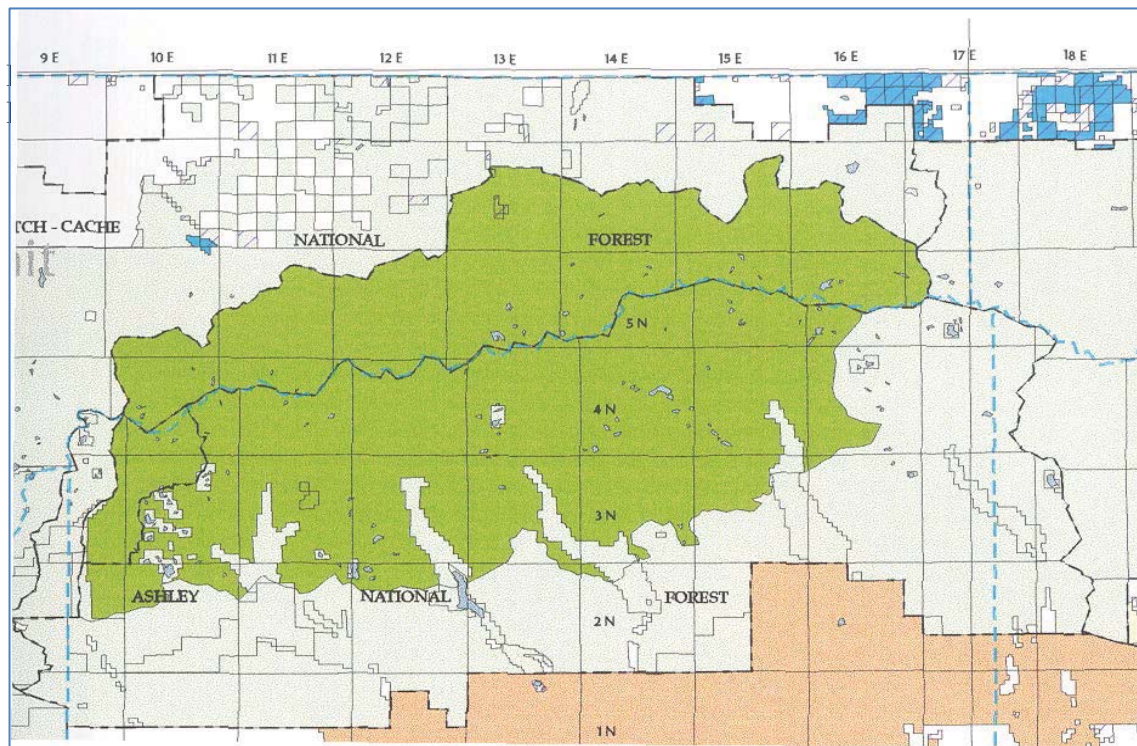 9 E 10 E 11 E 12 E 13 E 14 E 15 E 16 E 17 E 18 E
TCH - CACHE NATIONAL FOREST
5 N
4 N
3 N
ASHLEY NATIONAL FOREST
2 N
1 N